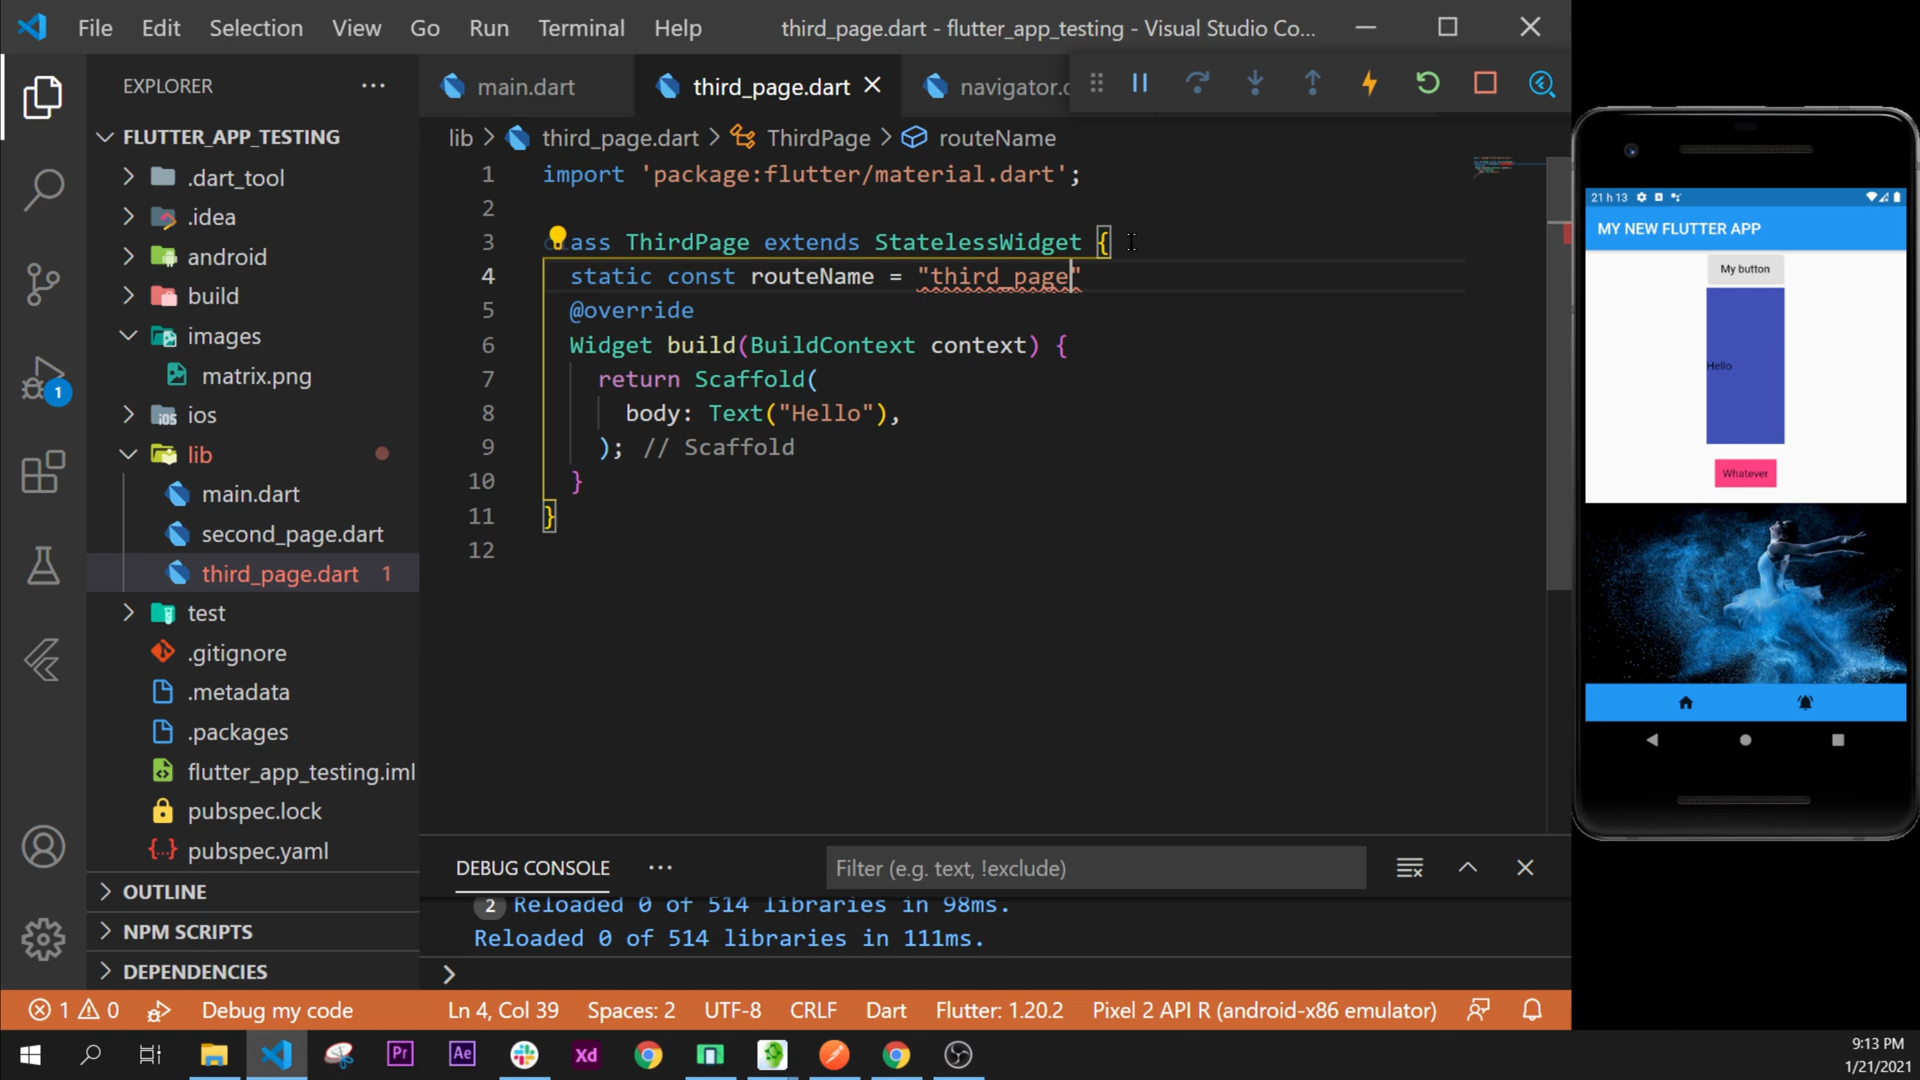 File Edit Selection View Go Run Terminal Help third_page.dart - flutter_app_testing - Visual Studio Co...
EXPLORER
main.dart third_page.dart navigator.
FLUTTER_APP_TESTING
.dart_tool
.idea
android
build
images
matrix.png
ios
lib
main.dart
second_page.dart
third_page.dart 1
test
.gitignore
.metadata
.packages
flutter_app_testing.iml
pubspec.lock
pubspec.yaml
OUTLINE
NPM SCRIPTS
DEPENDENCIES
1
lib > third_page.dart > ThirdPage > routeName
1 import 'package:flutter/material.dart';
2
3 ass ThirdPage extends StatelessWidget {
4 static const routeName = "third_page"
5 @override
6 Widget build(BuildContext context) {
7 return Scaffold(
8 body: Text("Hello"),
9 ); // Scaffold
10 }
11 }
12
DEBUG CONSOLE Filter (e.g. text, !exclude)
2 Reloaded 0 of 514 libraries in 98ms.
Reloaded 0 of 514 libraries in 111ms.
>
1 0 Debug my code Ln 4, Col 39 Spaces: 2 UTF-8 CRLF Dart Flutter: 1.20.2 Pixel 2 API R (android-x86 emulator)
21 h 13
MY NEW FLUTTER APP
My button
Hello
Whatever
Pr Ae Xd
9:13 PM
1/21/2021